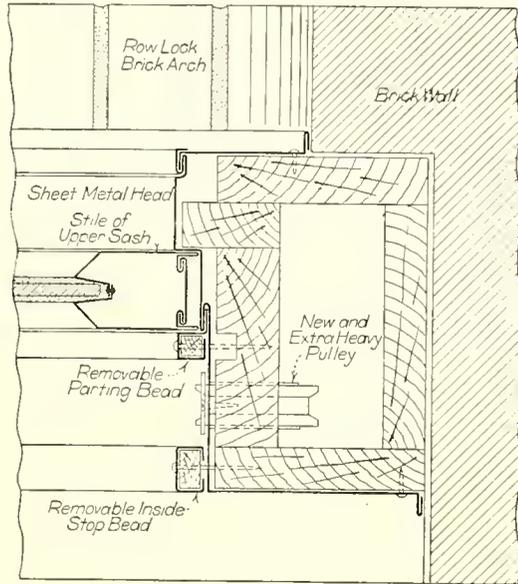 Row Lock
Brick Arch
Brick Wall
Sheet Metal Head
Stile of
Upper Sash
New and
Extra Heavy
Pulley
Removable
Parting Bead
Removable Inside
Stop Bead